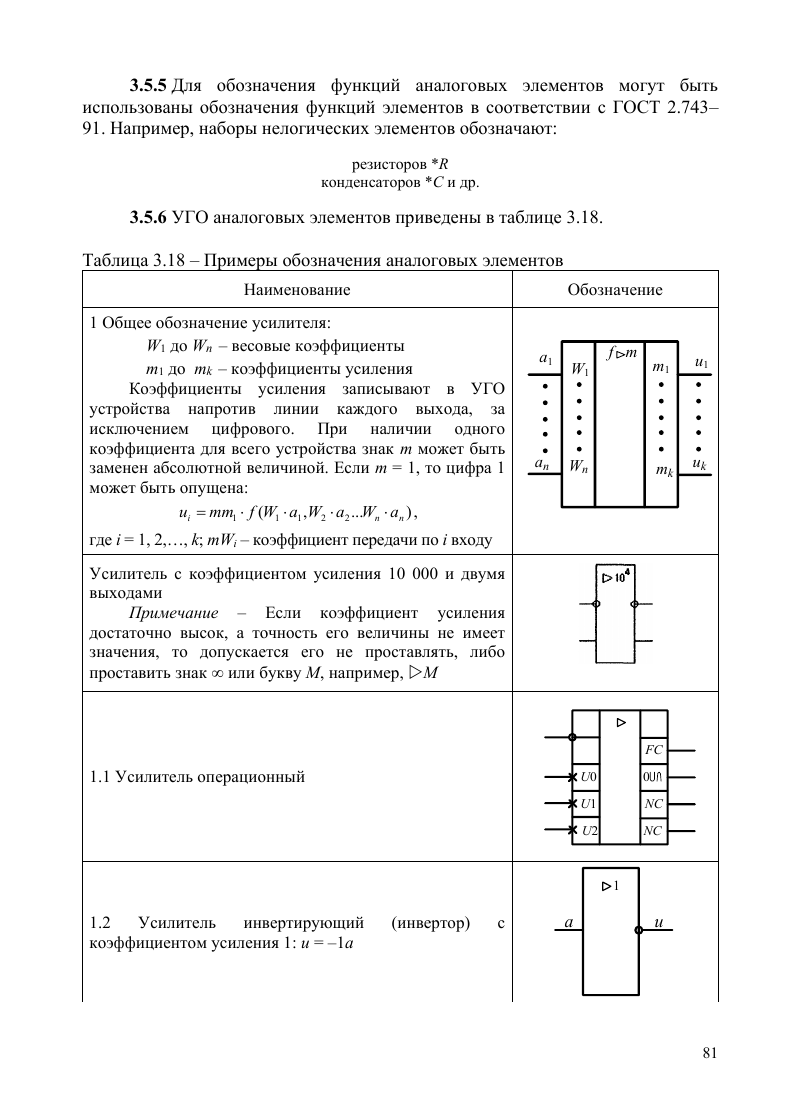 3.5.5 Для обозначения функций аналоговых элементов могут быть
использованы обозначения функций элементов в соответствии с ГОСТ 2.743–
91. Например, наборы нелогических элементов обозначают:
резисторов *R
конденсаторов *C и др.
3.5.6 УГО аналоговых элементов приведены в таблице 3.18.
Таблица 3.18 – Примеры обозначения аналоговых элементов
Наименование
Обозначение
1 Общее обозначение усилителя:
W1 до Wn – весовые коэффициенты
m1 до mk – коэффициенты усиления
Коэффициенты усиления записывают в УГО
устройства напротив линии каждого выхода, за
исключением цифрового. При наличии одного
коэффициента для всего устройства знак m может быть
заменен абсолютной величиной. Если m = 1, то цифра 1
может быть опущена:
ui = mm1 · f (W1 · a1, W2 · a2 ...Wn · an) ,
где i = 1, 2,…, k; mWi – коэффициент передачи по i входу
f▷m
a1 W1 m1 u1
an Wn mk uk
Усилитель с коэффициентом усиления 10 000 и двумя
выходами
Примечание – Если коэффициент усиления
достаточно высок, а точность его величины не имеет
значения, то допускается его не проставлять, либо
проставить знак ∞ или букву M, например, ▷M
▷10⁴
1.1 Усилитель операционный
▷
FC
U0 0U∩
U1 NC
U2 NC
1.2 Усилитель инвертирующий (инвертор) с
коэффициентом усиления 1: u = –1a
▷1
a u
81